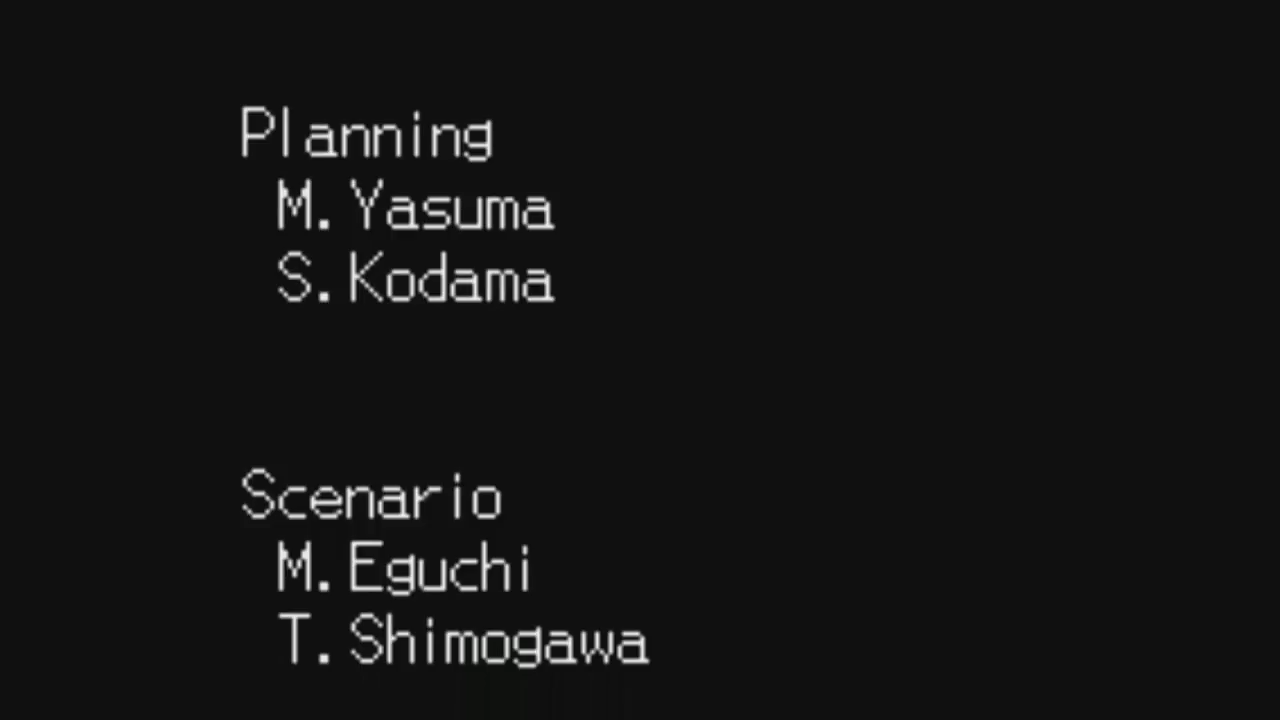 Planning
M. Yasuma
S. Kodama
Scenario
M. Eguchi
T. Shimogawa